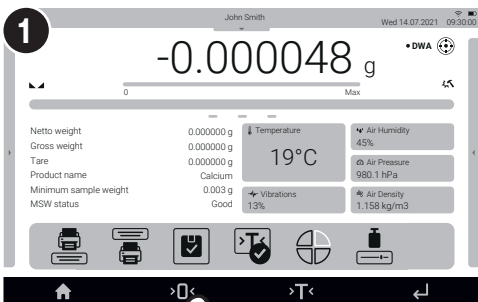 1
John Smith
Wed 14.07.2021 09:30:00
-0.000048 g
DWA
0 Max
Netto weight 0.000000 g
Gross weight 0.000000 g
Tare 0.000000 g
Product name Calcium
Minimum sample weight 0.003 g
MSW status Good
Temperature
19°C
Vibrations
13%
Air Humidity
45%
Air Preasure
980.1 hPa
Air Density
1.158 kg/m3
>T<
>0<
>T<